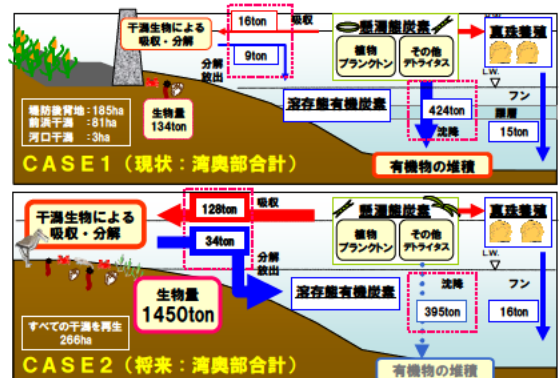 干潟生物による
吸収・分解
16ton
吸収
9ton
分解
放出
懸濁態炭素
植物
プランクトン
その他
デトライタス
真珠養殖
L.W.
フン
溶存態有機炭素
424ton
沈降
躍層
15ton
堤防後背地:185ha
前浜干潟 :81ha
河口干潟 :3ha
生物量
134ton
有機物の堆積
CASE1(現状:湾奥部合計)
干潟生物による
吸収・分解
128ton
吸収
34ton
分解
放出
懸濁態炭素
植物
プランクトン
その他
デトライタス
真珠養殖
L.W.
フン
生物量
1450ton
溶存態有機炭素
沈降
395ton
16ton
すべての干潟を再生
266ha
CASE2(将来:湾奥部合計)
有機物の堆積